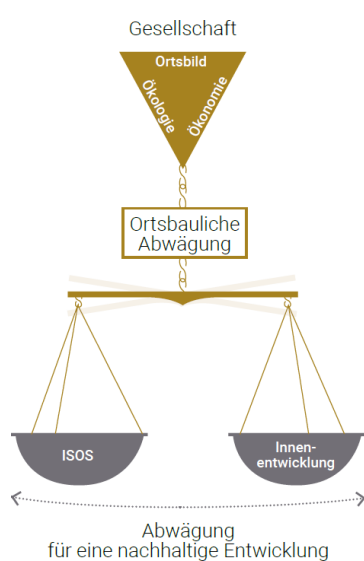 Gesellschaft
Ortsbild
Ökologie
Ökonomie
Ortsbauliche
Abwägung
ISOS
Innen-
entwicklung
Abwägung
für eine nachhaltige Entwicklung